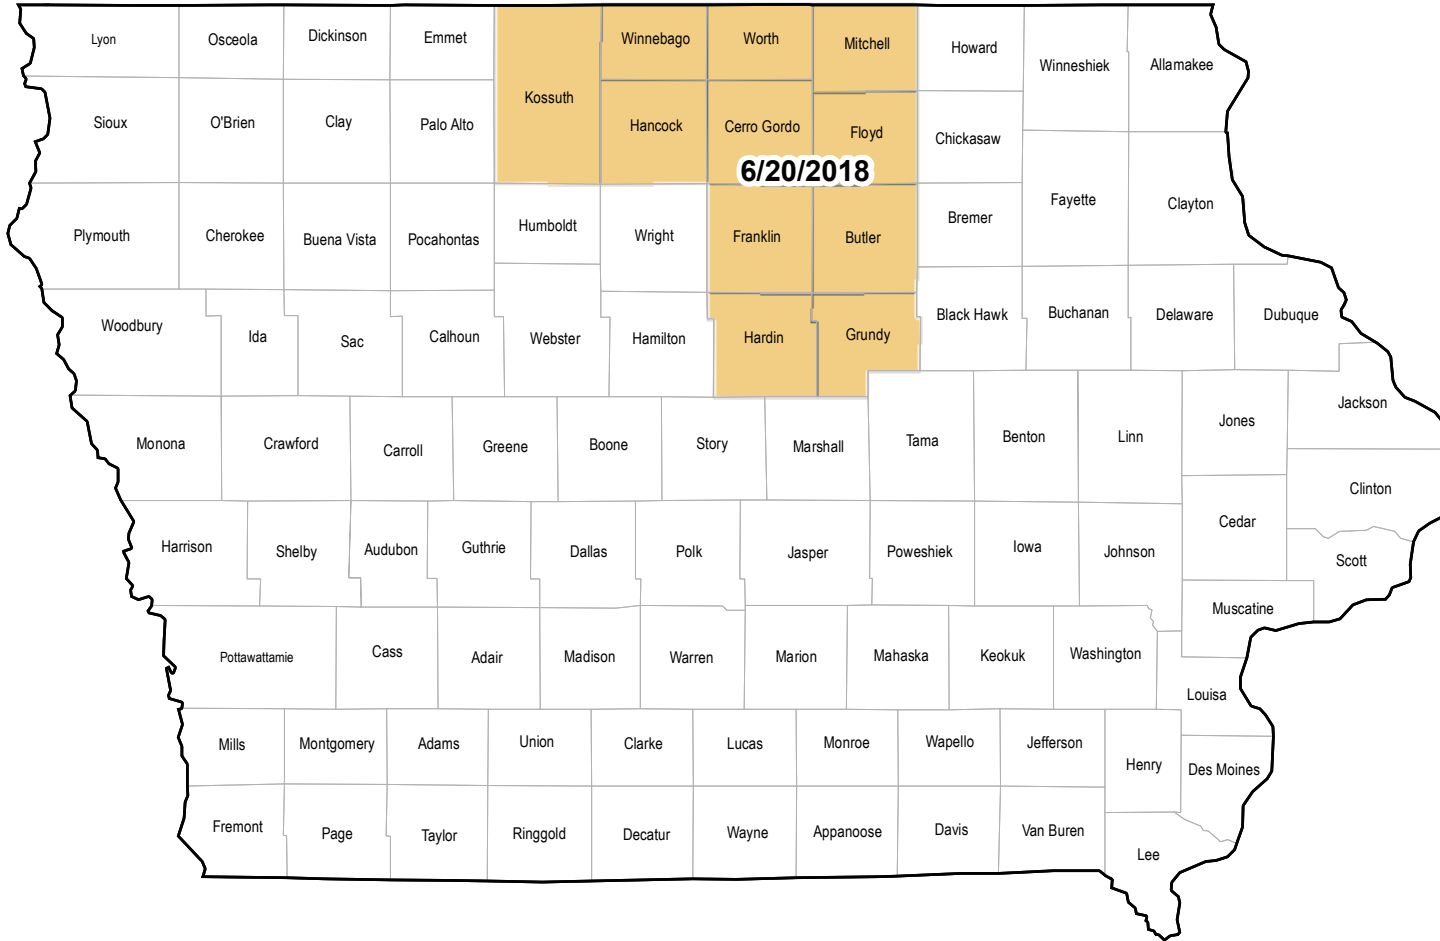 Lyon
Osceola
Dickinson
Emmet
Kossuth
Winnebago
Worth
Mitchell
Howard
Winneshiek
Allamakee
Sioux
O'Brien
Clay
Palo Alto
Hancock
Cerro Gordo
Floyd
Chickasaw
6/20/2018
Plymouth
Cherokee
Buena Vista
Pocahontas
Humboldt
Wright
Franklin
Butler
Bremer
Fayette
Clayton
Woodbury
Ida
Sac
Calhoun
Webster
Hamilton
Hardin
Grundy
Black Hawk
Buchanan
Delaware
Dubuque
Monona
Crawford
Carroll
Greene
Boone
Story
Marshall
Tama
Benton
Linn
Jones
Jackson
Clinton
Harrison
Shelby
Audubon
Guthrie
Dallas
Polk
Jasper
Poweshiek
Iowa
Johnson
Cedar
Scott
Muscatine
Pottawattamie
Cass
Adair
Madison
Warren
Marion
Mahaska
Keokuk
Washington
Louisa
Mills
Montgomery
Adams
Union
Clarke
Lucas
Monroe
Wapello
Jefferson
Henry
Des Moines
Fremont
Page
Taylor
Ringgold
Decatur
Wayne
Appanoose
Davis
Van Buren
Lee